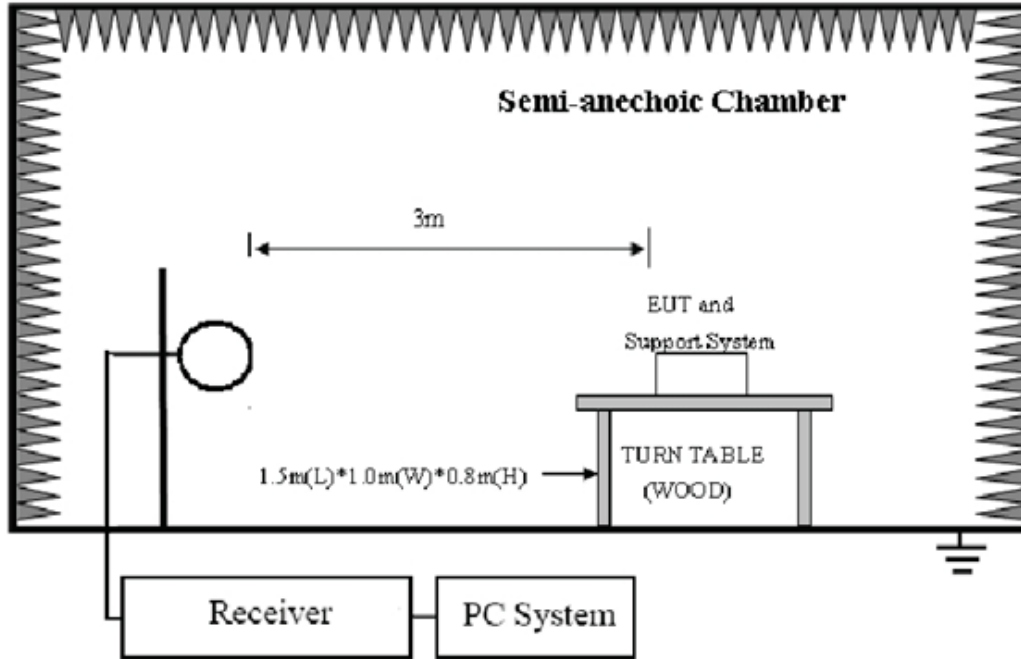 Semi-anechoic Chamber
3m
EUT and
Support System
1.5m(L)*1.0m(W)*0.8m(H)
TURN TABLE
(WOOD)
Receiver
PC System